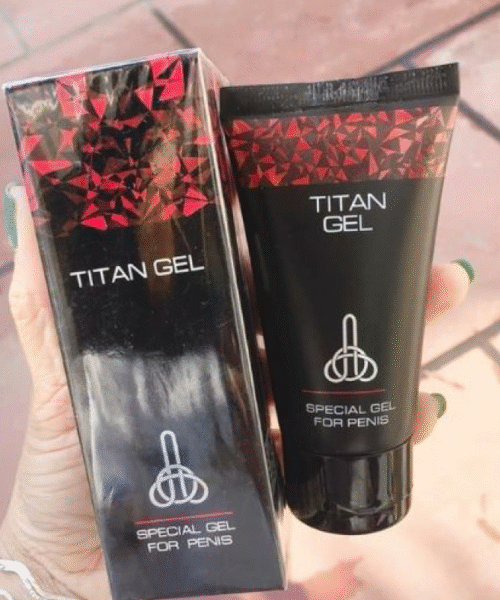 TITAN GEL
SPECIAL GEL
FOR PENIS
TITAN
GEL
SPECIAL GEL
FOR PENIS